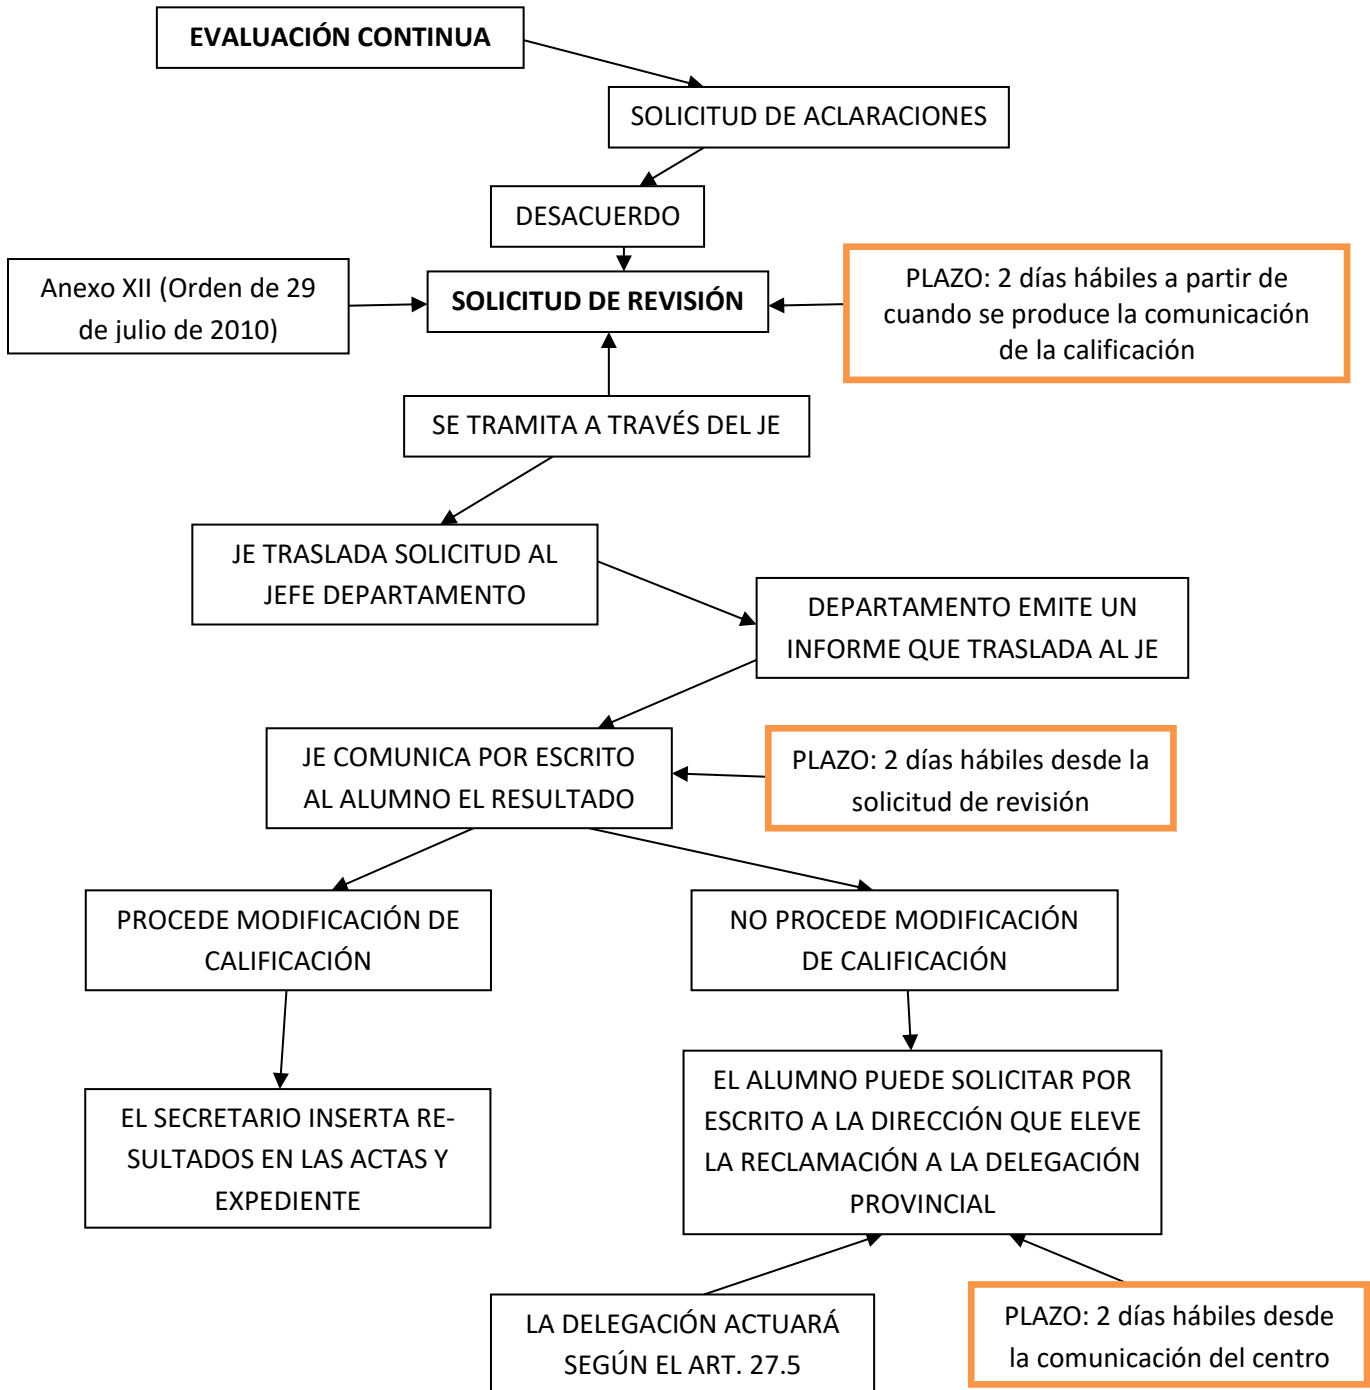 EVALUACIÓN CONTINUA
SOLICITUD DE ACLARACIONES
DESACUERDO
Anexo XII (Orden de 29
de julio de 2010)
SOLICITUD DE REVISIÓN
PLAZO: 2 días hábiles a partir de
cuando se produce la comunicación
de la calificación
SE TRAMITA A TRAVÉS DEL JE
JE TRASLADA SOLICITUD AL
JEFE DEPARTAMENTO
DEPARTAMENTO EMITE UN
INFORME QUE TRASLADA AL JE
JE COMUNICA POR ESCRITO
AL ALUMNO EL RESULTADO
PLAZO: 2 días hábiles desde la
solicitud de revisión
PROCEDE MODIFICACIÓN DE
CALIFICACIÓN
NO PROCEDE MODIFICACIÓN
DE CALIFICACIÓN
EL SECRETARIO INSERTA RE-
SULTADOS EN LAS ACTAS Y
EXPEDIENTE
EL ALUMNO PUEDE SOLICITAR POR
ESCRITO A LA DIRECCIÓN QUE ELEVE
LA RECLAMACIÓN A LA DELEGACIÓN
PROVINCIAL
LA DELEGACIÓN ACTUARÁ
SEGÚN EL ART. 27.5
PLAZO: 2 días hábiles desde
la comunicación del centro